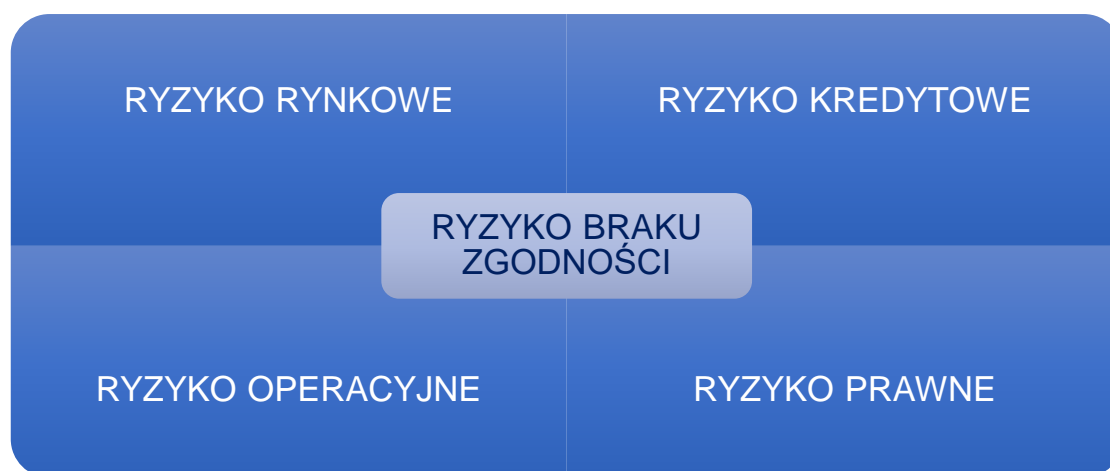 RYZYKO RYNKOWE
RYZYKO KREDYTOWE
RYZYKO BRAKU
ZGODNOŚCI
RYZYKO OPERACYJNE
RYZYKO PRAWNE